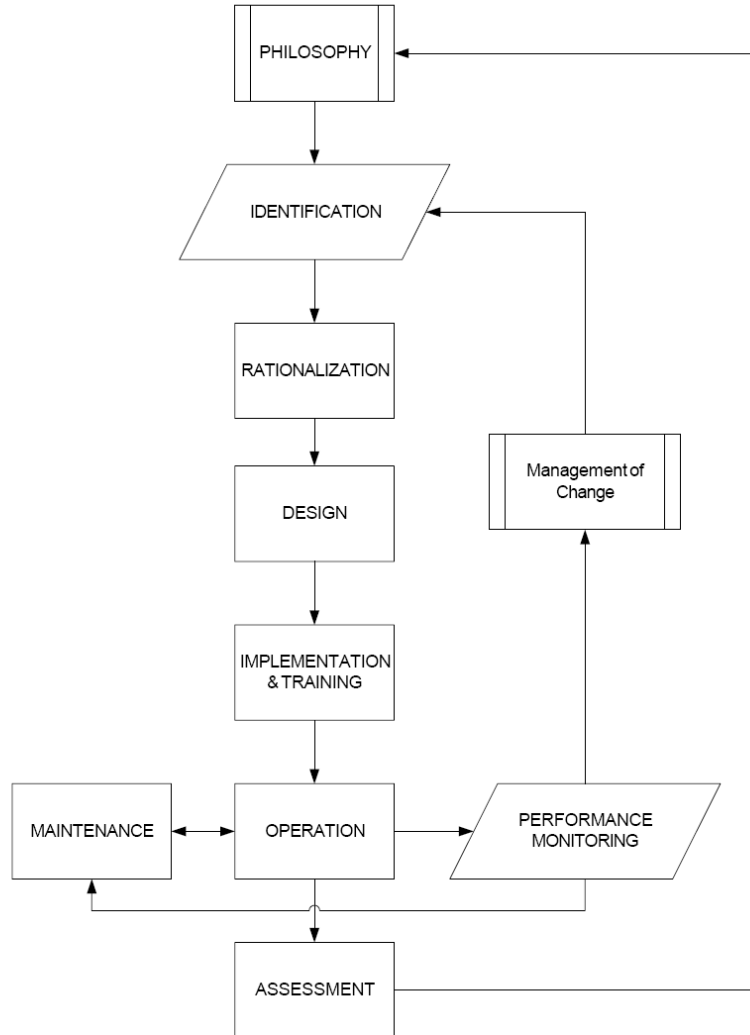 PHILOSOPHY
IDENTIFICATION
RATIONALIZATION
Management of
Change
DESIGN
IMPLEMENTATION
& TRAINING
MAINTENANCE
OPERATION
PERFORMANCE
MONITORING
ASSESSMENT